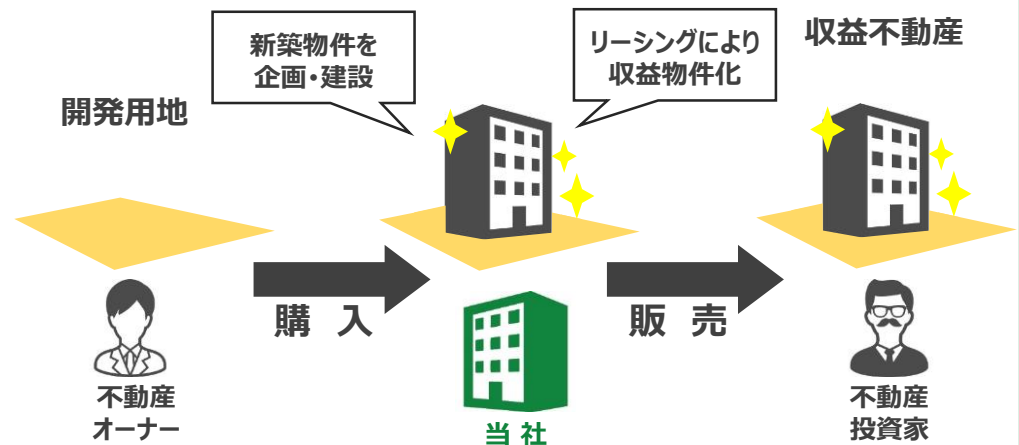 新築物件を
企画・建設
リーシングにより
収益物件化
収益不動産
開発用地
購 入
販 売
不動産
オーナー
当 社
不動産
投資家